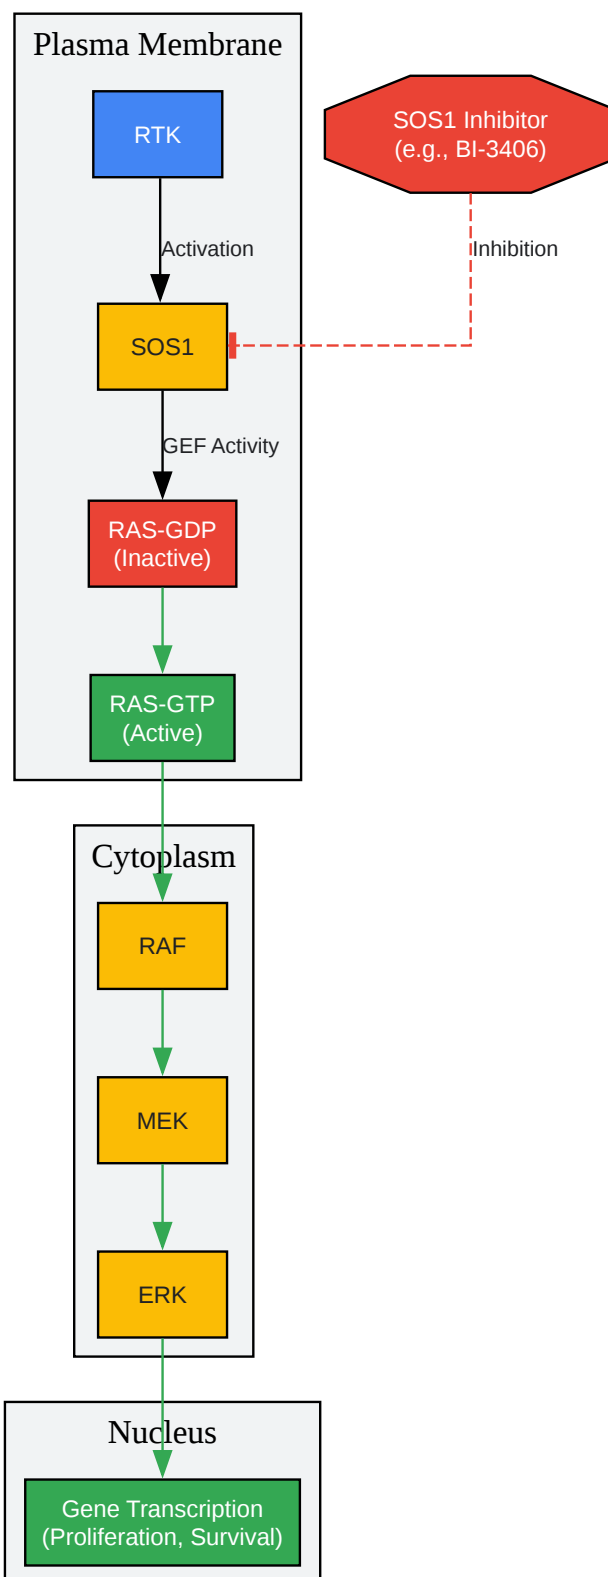 Plasma Membrane
RTK
SOS1 Inhibitor
(e.g., BI-3406)
Activation
Inhibition
SOS1
GEF Activity
RAS-GDP
(Inactive)
RAS-GTP
(Active)
Cytoplasm
RAF
MEK
ERK
Nucleus
Gene Transcription
(Proliferation, Survival)